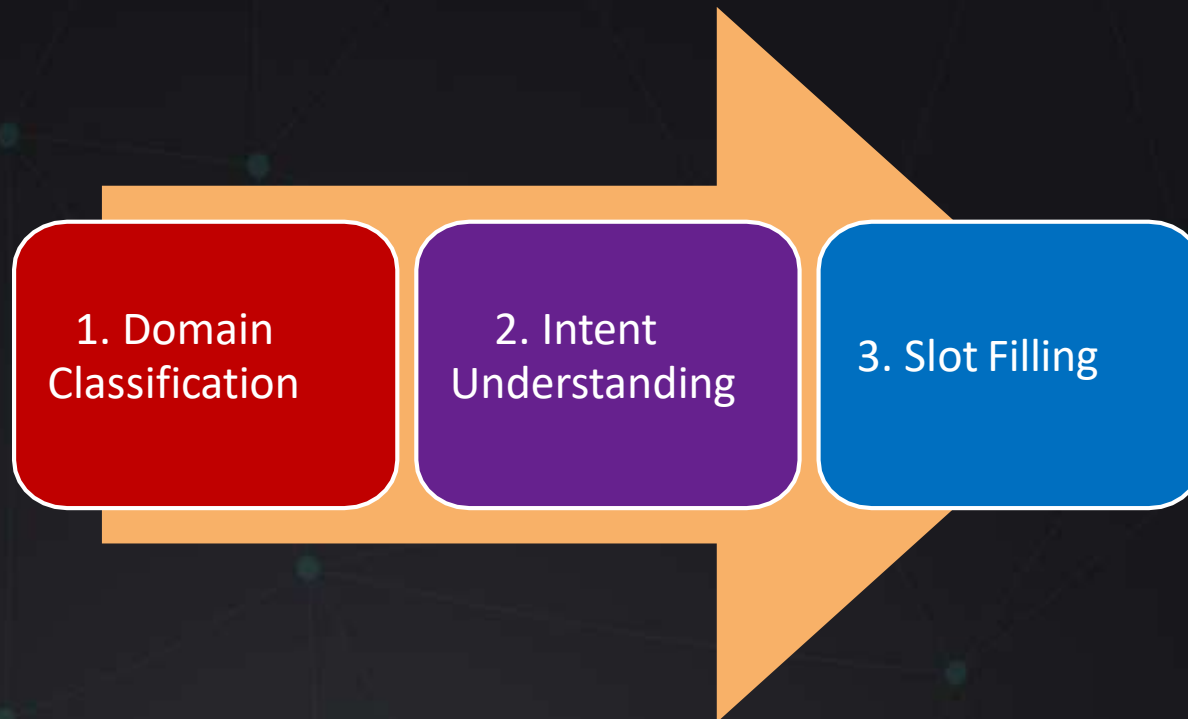 1. Domain
Classification
2. Intent
Understanding
3. Slot Filling